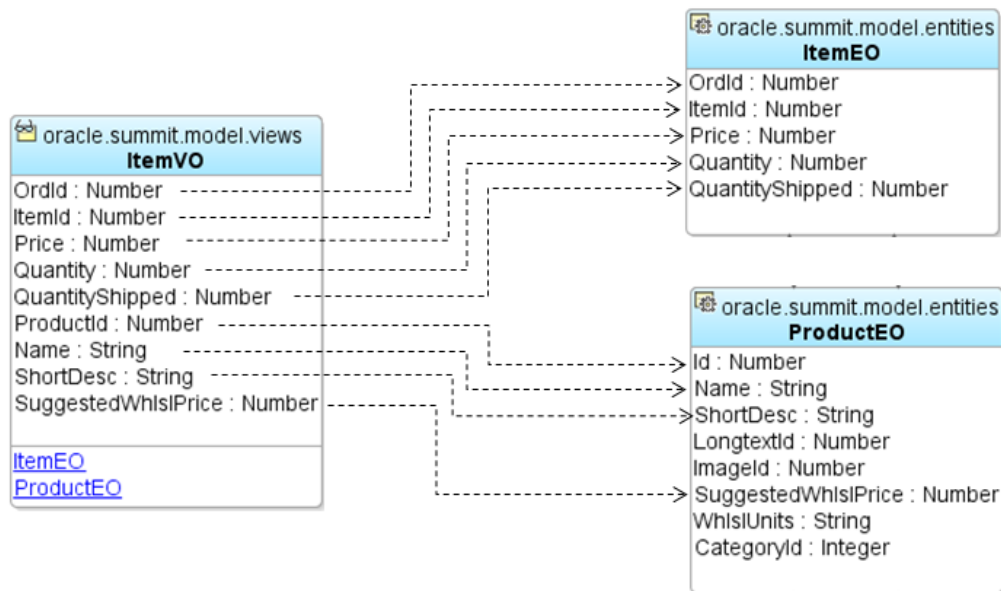 oracle.summit.model.views
ItemVO
OrdId : Number
ItemId : Number
Price : Number
Quantity : Number
QuantityShipped : Number
ProductId : Number
Name : String
ShortDesc : String
SuggestedWhlslPrice : Number
ItemEO
ProductEO
oracle.summit.model.entities
ItemEO
OrdId : Number
ItemId : Number
Price : Number
Quantity : Number
QuantityShipped : Number
oracle.summit.model.entities
ProductEO
Id : Number
Name : String
ShortDesc : String
LongtextId : Number
ImageId : Number
SuggestedWhlslPrice : Number
WhlslUnits : String
CategoryId : Integer